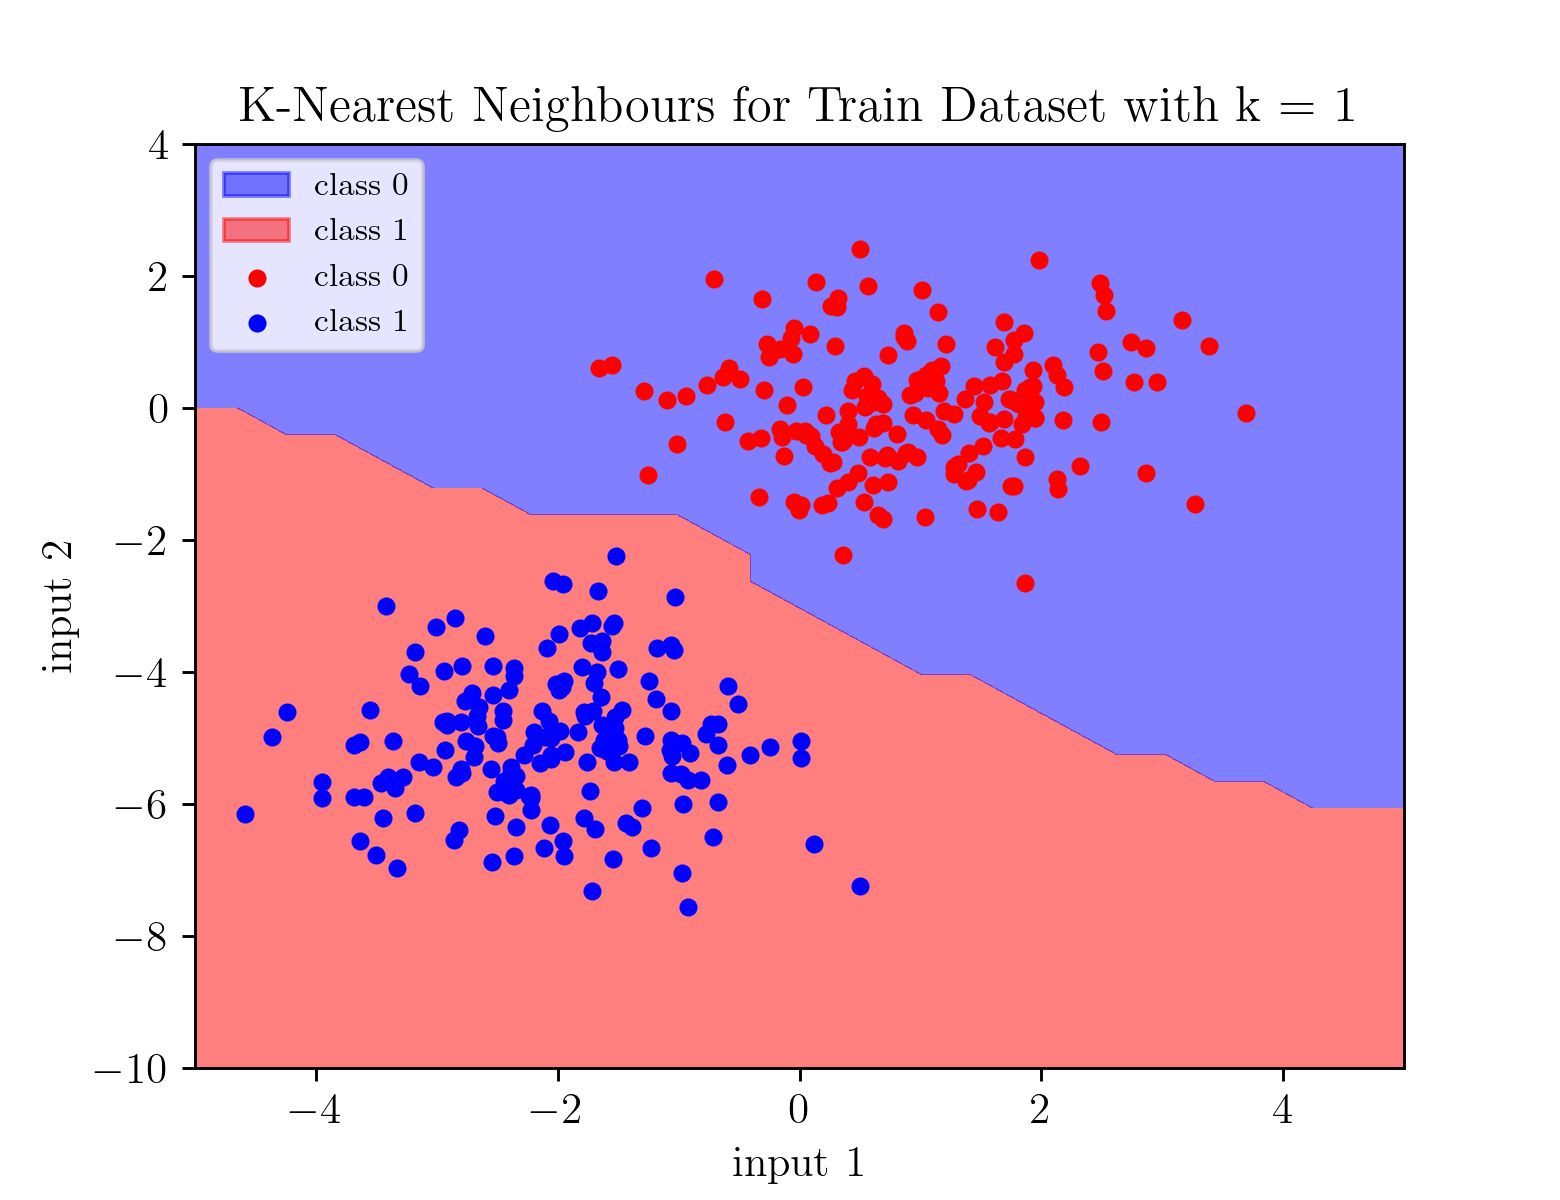 K-Nearest Neighbours for Train Dataset with k = 1
class 0
class 1
class 0
class 1
4
2
0
−2
−4
−6
−8
−10
input 2
−4
−2
0
2
4
input 1